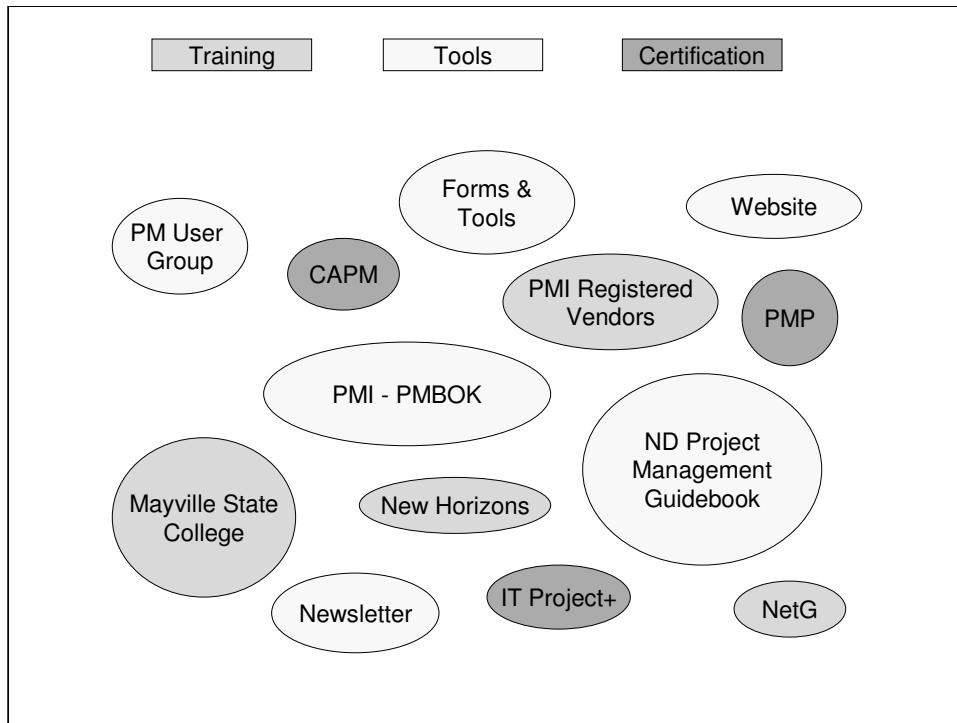 Training
Tools
Certification
Forms &
Tools
Website
PM User
Group
CAPM
PMI Registered
Vendors
PMP
PMI - PMBOK
ND Project
Management
Guidebook
Mayville State
College
New Horizons
Newsletter
IT Project+
NetG